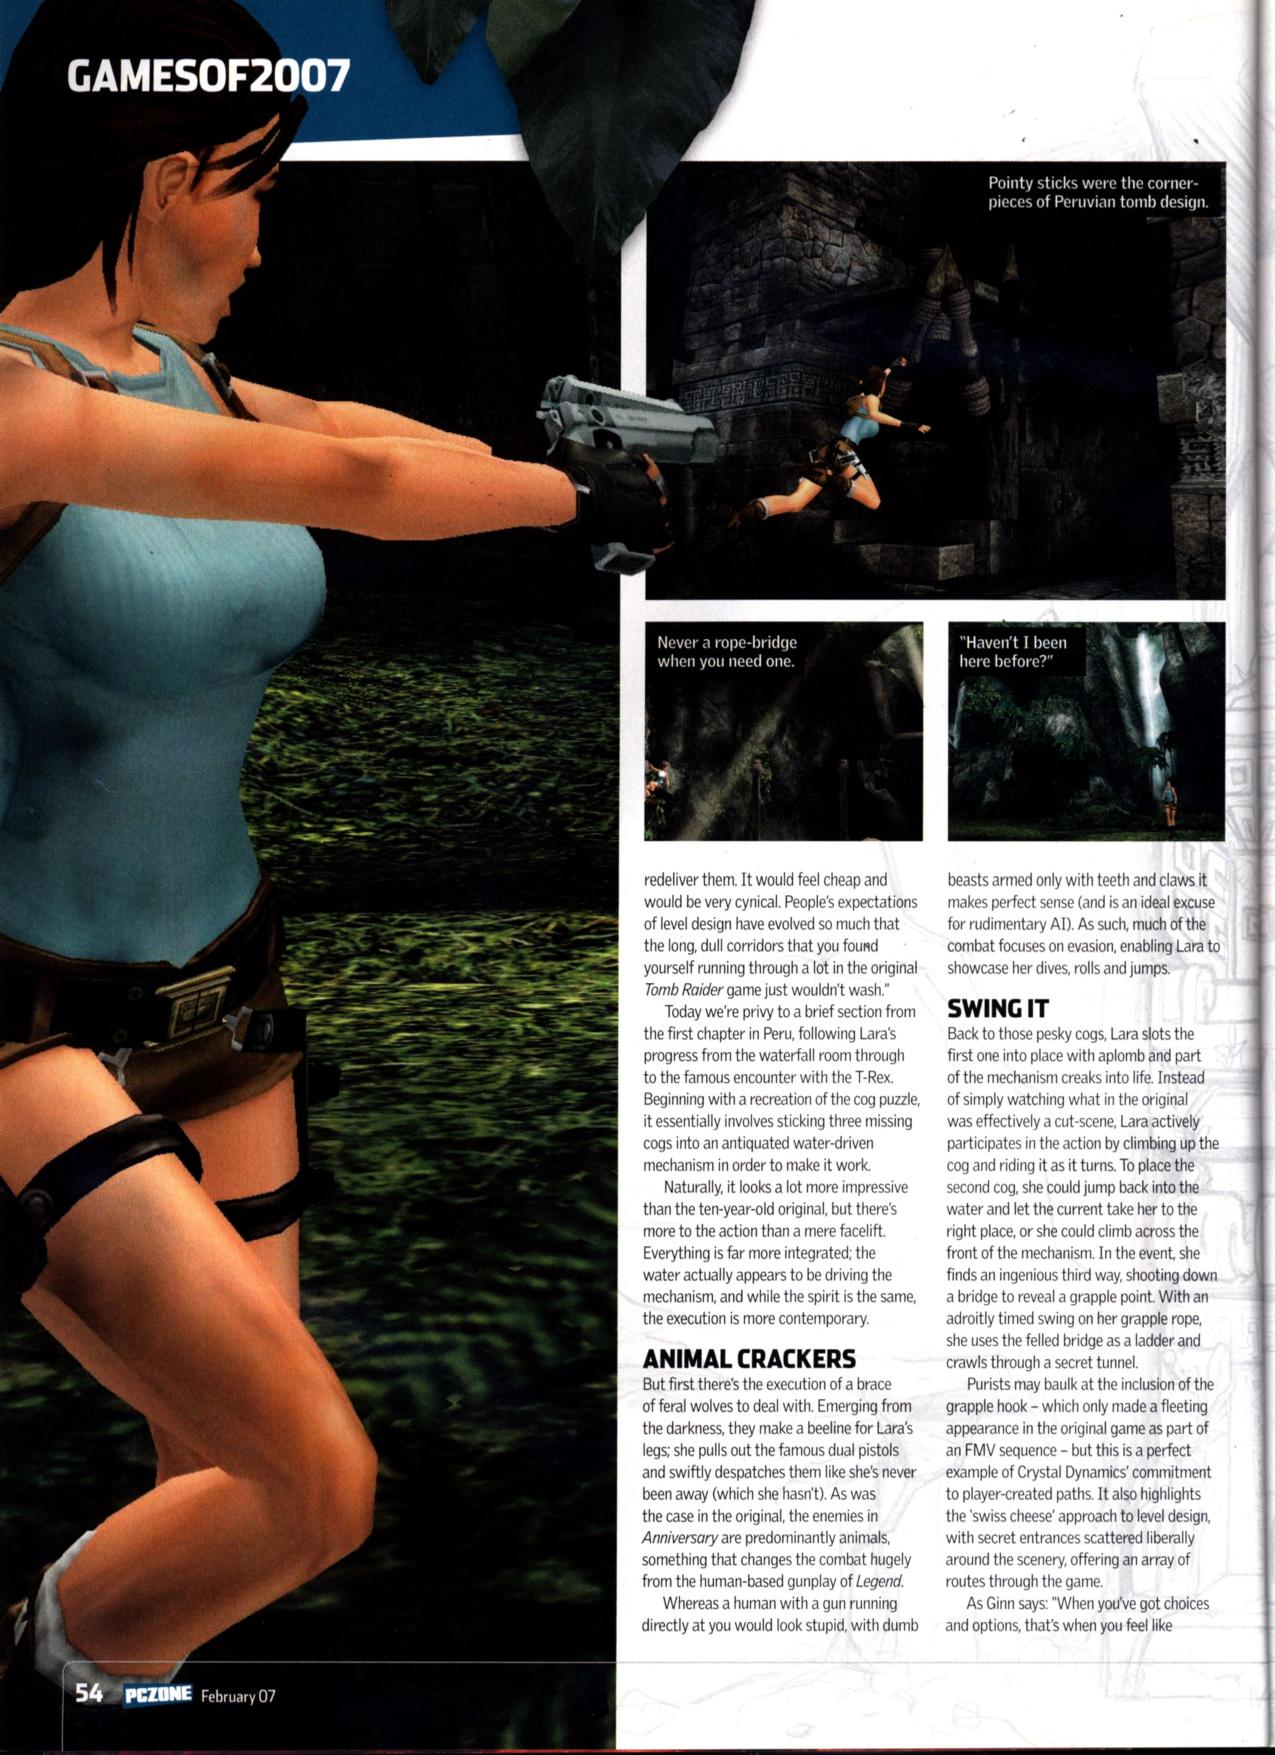 GAMESOF2007
Pointy sticks were the corner-
pieces of Peruvian tomb design.
Never a rope-bridge
when you need one.
"Haven't I been
here before?"
redeliver them. It would feel cheap and
would be very cynical. People's expectations
of level design have evolved so much that
the long, dull corridors that you found
yourself running through a lot in the original
Tomb Raider game just wouldn't wash."
Today we're privy to a brief section from
the first chapter in Peru, following Lara's
progress from the waterfall room through
to the famous encounter with the T-Rex.
Beginning with a recreation of the cog puzzle,
it essentially involves sticking three missing
cogs into an antiquated water-driven
mechanism in order to make it work.
Naturally, it looks a lot more impressive
than the ten-year-old original, but there's
more to the action than a mere facelift.
Everything is far more integrated; the
water actually appears to be driving the
mechanism, and while the spirit is the same,
the execution is more contemporary.
ANIMAL CRACKERS
But first there's the execution of a brace
of feral wolves to deal with. Emerging from
the darkness, they make a beeline for Lara's
legs; she pulls out the famous dual pistols
and swiftly despatches them like she's never
been away (which she hasn't). As was
the case in the original, the enemies in
Anniversary are predominantly animals,
something that changes the combat hugely
from the human-based gunplay of Legend.
Whereas a human with a gun running
directly at you would look stupid, with dumb
beasts armed only with teeth and claws it
makes perfect sense (and is an ideal excuse
for rudimentary AI). As such, much of the
combat focuses on evasion, enabling Lara to
showcase her dives, rolls and jumps.
SWING IT
Back to those pesky cogs, Lara slots the
first one into place with aplomb and part
of the mechanism creaks into life. Instead
of simply watching what in the original
was effectively a cut-scene, Lara actively
participates in the action by climbing up the
cog and riding it as it turns. To place the
second cog, she could jump back into the
water and let the current take her to the
right place, or she could climb across the
front of the mechanism. In the event, she
finds an ingenious third way, shooting down
a bridge to reveal a grapple point. With an
adroitly timed swing on her grapple rope,
she uses the felled bridge as a ladder and
crawls through a secret tunnel.
Purists may baulk at the inclusion of the
grapple hook – which only made a fleeting
appearance in the original game as part of
an FMV sequence – but this is a perfect
example of Crystal Dynamics' commitment
to player-created paths. It also highlights
the 'swiss cheese' approach to level design,
with secret entrances scattered liberally
around the scenery, offering an array of
routes through the game.
As Ginn says: "When you've got choices
and options, that's when you feel like
54 PCZONE February 07